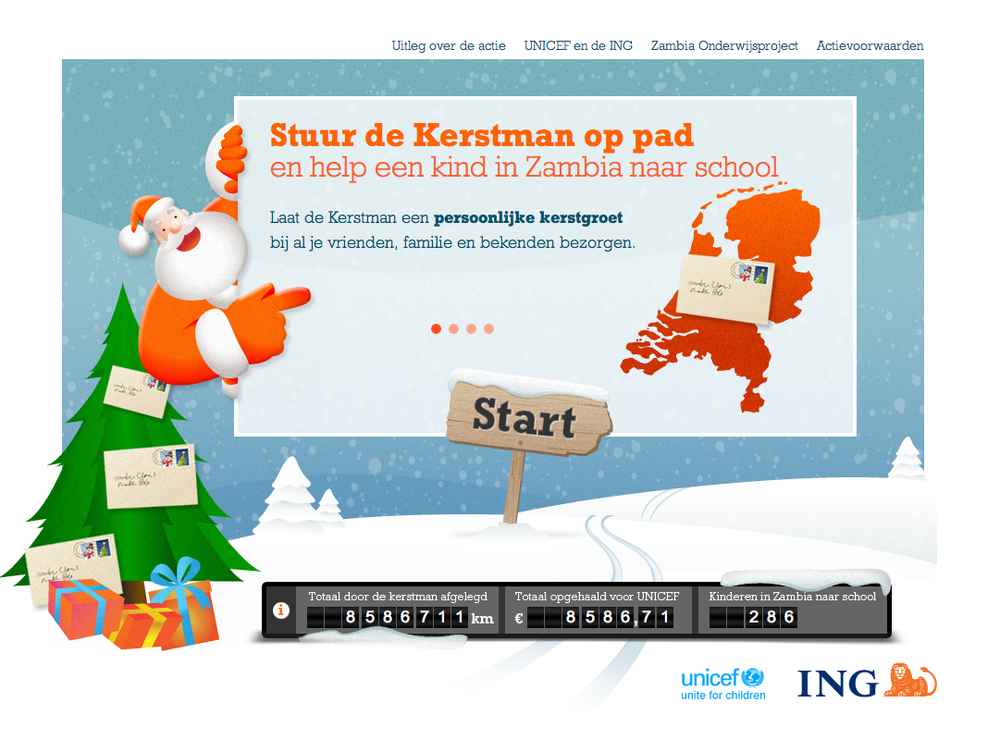 Uitleg over de actie UNICEF en de ING Zambia Onderwijsproject Actievoorwaarden
Stuur de Kerstman op pad
en help een kind in Zambia naar school
Laat de Kerstman een persoonlijke kerstgroet
bij al je vrienden, familie en bekenden bezorgen.
Start
i
Totaal door de kerstman afgelegd
8586711 km
Totaal opgehaald voor UNICEF
€ 8586,71
Kinderen in Zambia naar school
286
unicef
unite for children
ING